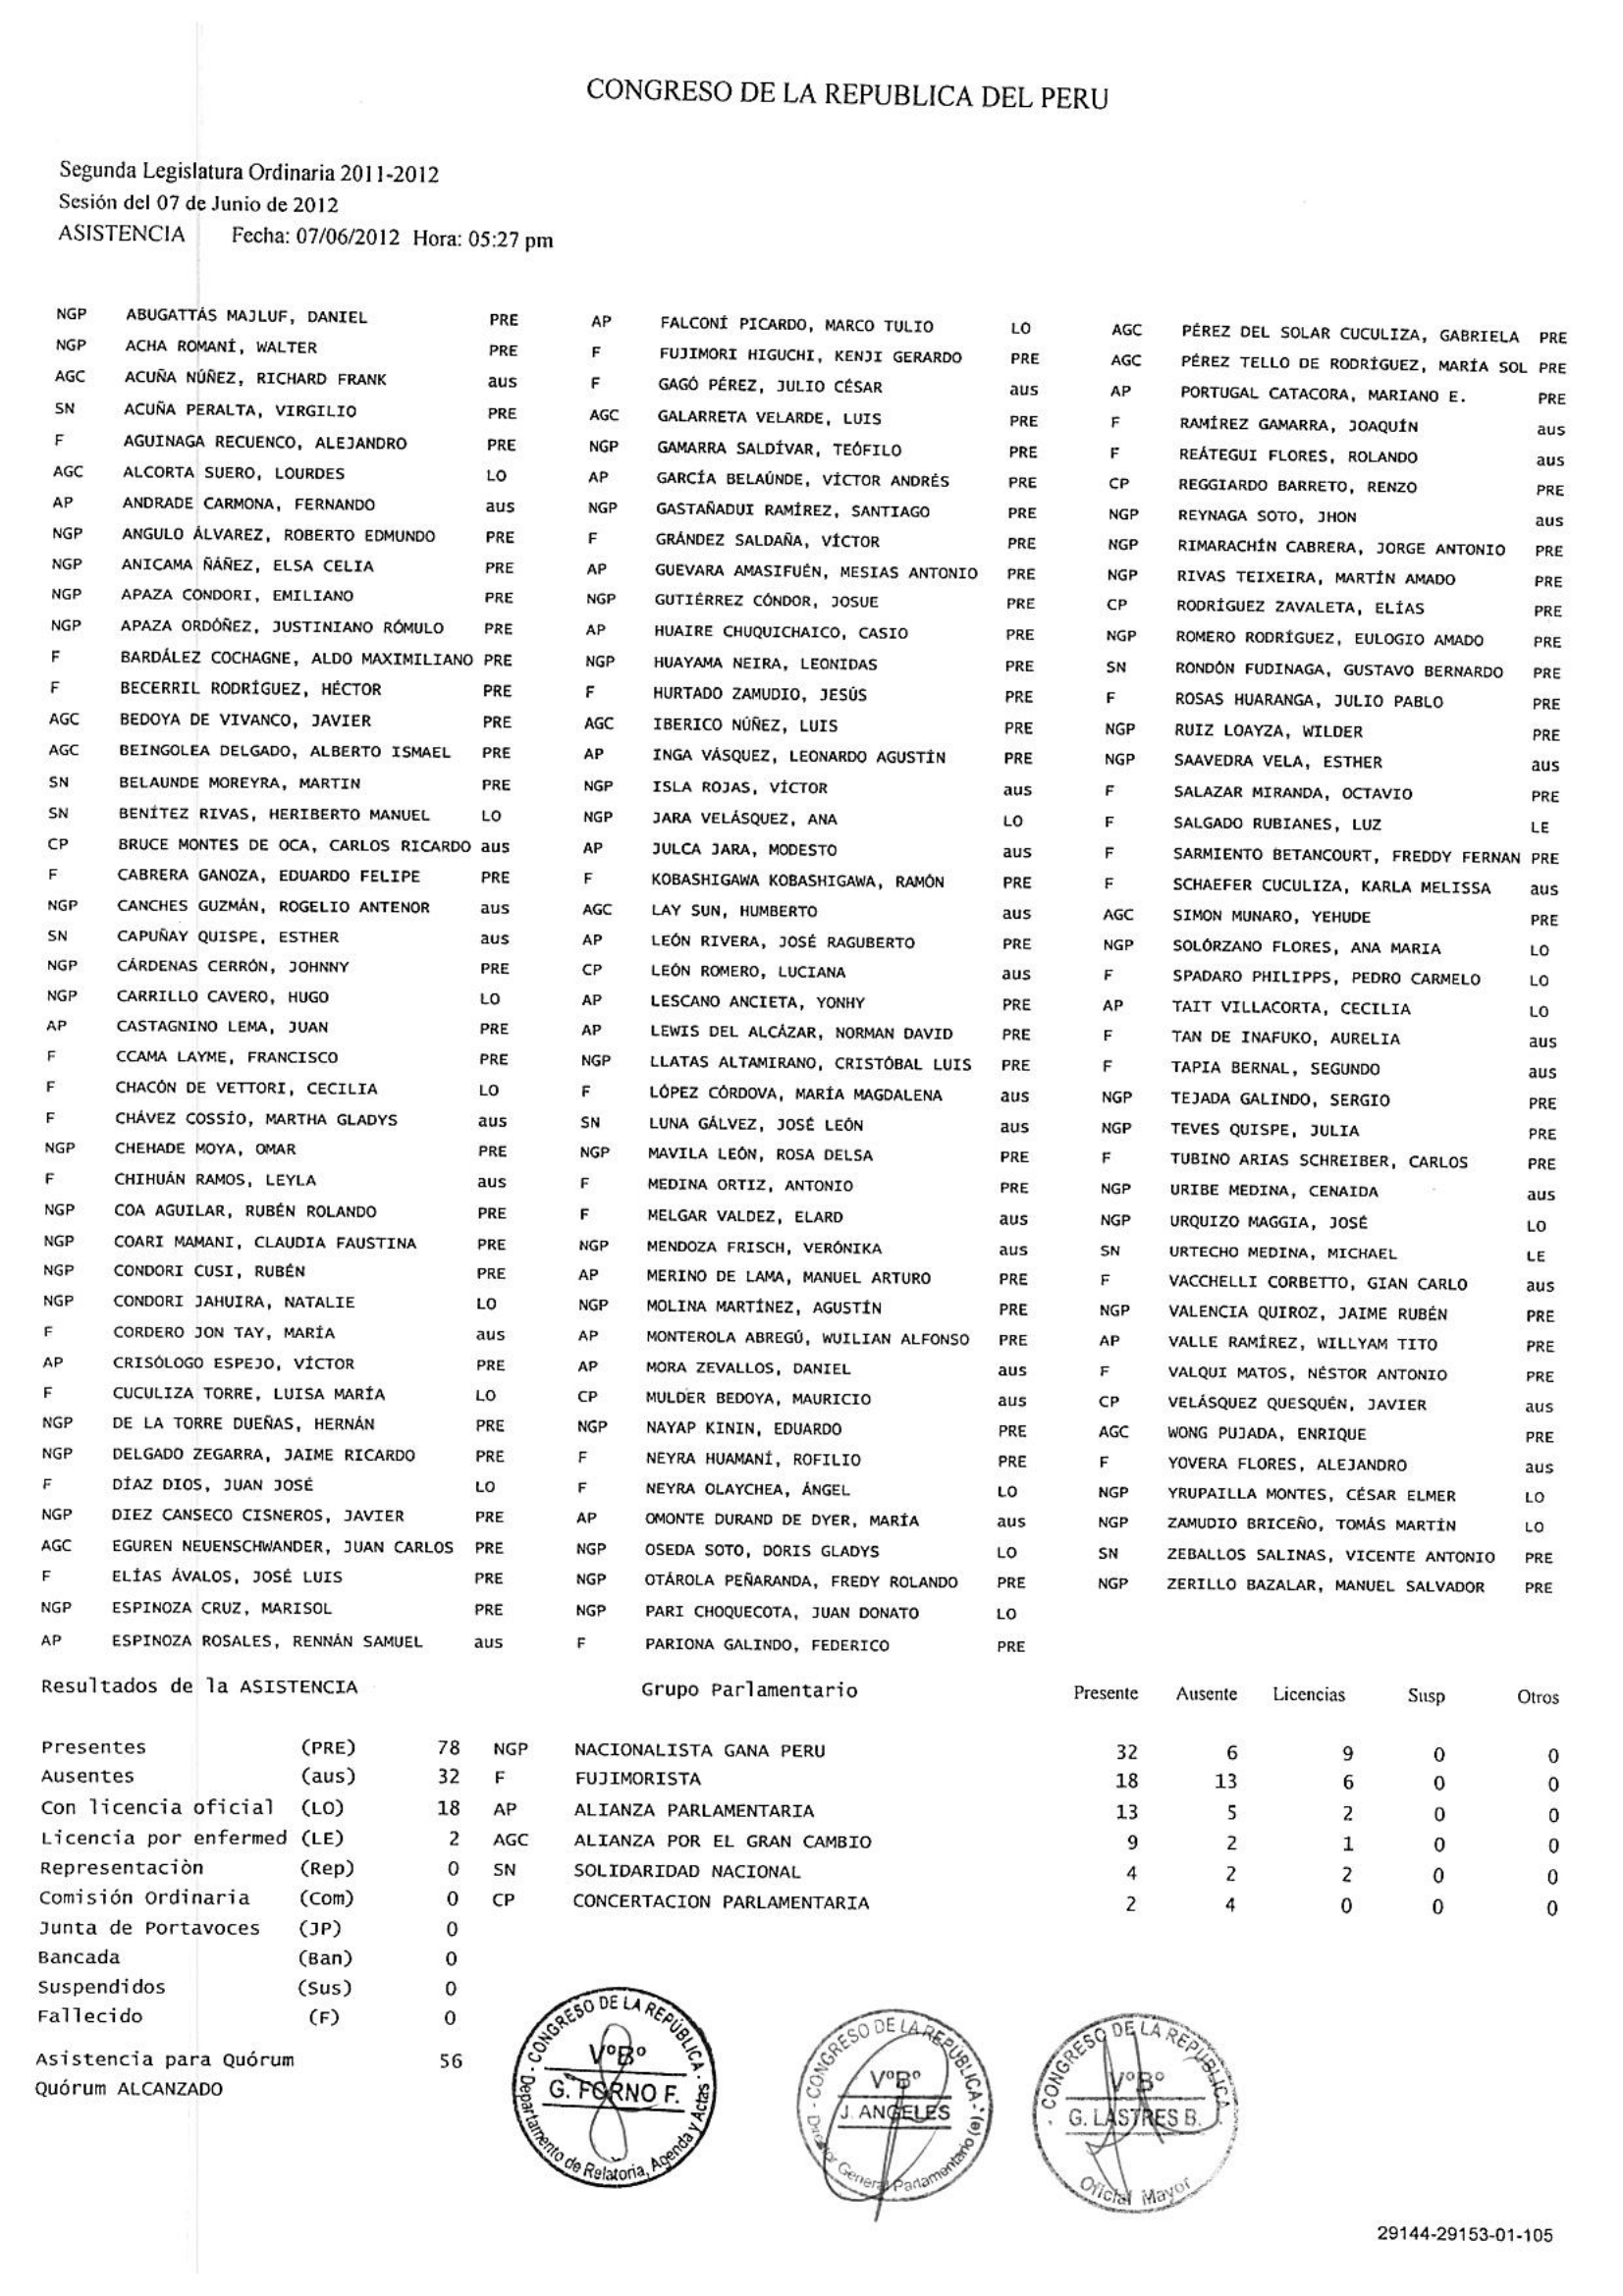 CONGRESO DE LA REPUBLICA DEL PERU
Segunda Legislatura Ordinaria 2011-2012
Sesión del 07 de Junio de 2012
ASISTENCIA Fecha: 07/06/2012 Hora: 05:27 pm
NGP ABUGATTÁS MAJLUF, DANIEL PRE
NGP ACHA ROMANÍ, WALTER PRE
AGC ACUÑA NÚÑEZ, RICHARD FRANK aus
SN ACUÑA PERALTA, VIRGILIO PRE
F AGUINAGA RECUENCO, ALEJANDRO PRE
AGC ALCORTA SUERO, LOURDES LO
AP ANDRADE CARMONA, FERNANDO aus
NGP ANGULO ÁLVAREZ, ROBERTO EDMUNDO PRE
NGP ANICAMA ÑÁÑEZ, ELSA CELIA PRE
NGP APAZA CONDORI, EMILIANO PRE
NGP APAZA ORDÓÑEZ, JUSTINIANO RÓMULO PRE
F BARDÁLEZ COCHAGNE, ALDO MAXIMILIANO PRE
F BECERRIL RODRÍGUEZ, HÉCTOR PRE
AGC BEDOYA DE VIVANCO, JAVIER PRE
AGC BEINGOLEA DELGADO, ALBERTO ISMAEL PRE
SN BELAUNDE MOREYRA, MARTIN PRE
SN BENÍTEZ RIVAS, HERIBERTO MANUEL LO
CP BRUCE MONTES DE OCA, CARLOS RICARDO aus
F CABRERA GANOZA, EDUARDO FELIPE PRE
NGP CANCHES GUZMÁN, ROGELIO ANTENOR aus
SN CAPUÑAY QUISPE, ESTHER aus
NGP CÁRDENAS CERRÓN, JOHNNY PRE
NGP CARRILLO CAVERO, HUGO LO
AP CASTAGNINO LEMA, JUAN PRE
F CCAMA LAYME, FRANCISCO PRE
F CHACÓN DE VETTORI, CECILIA LO
F CHÁVEZ COSSÍO, MARTHA GLADYS aus
NGP CHEHADE MOYA, OMAR PRE
F CHIHUÁN RAMOS, LEYLA aus
NGP COA AGUILAR, RUBÉN ROLANDO PRE
NGP COARI MAMANI, CLAUDIA FAUSTINA PRE
NGP CONDORI CUSI, RUBÉN PRE
NGP CONDORI JAHUIRA, NATALIE LO
F CORDERO JON TAY, MARÍA aus
AP CRISÓLOGO ESPEJO, VÍCTOR PRE
F CUCULIZA TORRE, LUISA MARÍA LO
NGP DE LA TORRE DUEÑAS, HERNÁN PRE
NGP DELGADO ZEGARRA, JAIME RICARDO PRE
F DÍAZ DIOS, JUAN JOSÉ LO
NGP DIEZ CANSECO CISNEROS, JAVIER PRE
AGC EGUREN NEUENSCHWANDER, JUAN CARLOS PRE
F ELÍAS ÁVALOS, JOSÉ LUIS PRE
NGP ESPINOZA CRUZ, MARISOL PRE
AP ESPINOZA ROSALES, RENNÁN SAMUEL aus
AP FALCONÍ PICARDO, MARCO TULIO LO
F FUJIMORI HIGUCHI, KENJI GERARDO PRE
F GAGÓ PÉREZ, JULIO CÉSAR aus
AGC GALARRETA VELARDE, LUIS PRE
NGP GAMARRA SALDÍVAR, TEÓFILO PRE
AP GARCÍA BELAÚNDE, VÍCTOR ANDRÉS PRE
NGP GASTAÑADUI RAMÍREZ, SANTIAGO PRE
F GRÁNDEZ SALDAÑA, VÍCTOR PRE
AP GUEVARA AMASIFUÉN, MESIAS ANTONIO PRE
NGP GUTIÉRREZ CÓNDOR, JOSUE PRE
AP HUAIRE CHUQUICHAICO, CASIO PRE
NGP HUAYAMA NEIRA, LEONIDAS PRE
F HURTADO ZAMUDIO, JESÚS PRE
AGC IBERICO NÚÑEZ, LUIS PRE
AP INGA VÁSQUEZ, LEONARDO AGUSTÍN PRE
NGP ISLA ROJAS, VÍCTOR aus
NGP JARA VELÁSQUEZ, ANA LO
AP JULCA JARA, MODESTO aus
F KOBASHIGAWA KOBASHIGAWA, RAMÓN PRE
AGC LAY SUN, HUMBERTO aus
AP LEÓN RIVERA, JOSÉ RAGUBERTO PRE
CP LEÓN ROMERO, LUCIANA aus
AP LESCANO ANCIETA, YONHY PRE
AP LEWIS DEL ALCÁZAR, NORMAN DAVID PRE
NGP LLATAS ALTAMIRANO, CRISTÓBAL LUIS PRE
F LÓPEZ CÓRDOVA, MARÍA MAGDALENA aus
SN LUNA GÁLVEZ, JOSÉ LEÓN aus
NGP MAVILA LEÓN, ROSA DELSA PRE
F MEDINA ORTIZ, ANTONIO PRE
F MELGAR VALDEZ, ELARD aus
NGP MENDOZA FRISCH, VERÓNIKA aus
AP MERINO DE LAMA, MANUEL ARTURO PRE
NGP MOLINA MARTÍNEZ, AGUSTÍN PRE
AP MONTEROLA ABREGÚ, WUILIAN ALFONSO PRE
AP MORA ZEVALLOS, DANIEL aus
CP MULDER BEDOYA, MAURICIO aus
NGP NAYAP KININ, EDUARDO PRE
F NEYRA HUAMANÍ, ROFILIO PRE
F NEYRA OLAYCHEA, ÁNGEL LO
AP OMONTE DURAND DE DYER, MARÍA aus
NGP OSEDA SOTO, DORIS GLADYS LO
NGP OTÁROLA PEÑARANDA, FREDY ROLANDO PRE
NGP PARI CHOQUECOTA, JUAN DONATO LO
F PARIONA GALINDO, FEDERICO PRE
AGC PÉREZ DEL SOLAR CUCULIZA, GABRIELA PRE
AGC PÉREZ TELLO DE RODRÍGUEZ, MARÍA SOL PRE
AP PORTUGAL CATACORA, MARIANO E. PRE
F RAMÍREZ GAMARRA, JOAQUÍN aus
F REÁTEGUI FLORES, ROLANDO aus
CP REGGIARDO BARRETO, RENZO PRE
NGP REYNAGA SOTO, JHON aus
NGP RIMARACHÍN CABRERA, JORGE ANTONIO PRE
NGP RIVAS TEIXEIRA, MARTÍN AMADO PRE
CP RODRÍGUEZ ZAVALETA, ELÍAS PRE
NGP ROMERO RODRÍGUEZ, EULOGIO AMADO PRE
SN RONDÓN FUDINAGA, GUSTAVO BERNARDO PRE
F ROSAS HUARANGA, JULIO PABLO PRE
NGP RUIZ LOAYZA, WILDER PRE
NGP SAAVEDRA VELA, ESTHER aus
F SALAZAR MIRANDA, OCTAVIO PRE
F SALGADO RUBIANES, LUZ LE
F SARMIENTO BETANCOURT, FREDDY FERNAN PRE
F SCHAEFER CUCULIZA, KARLA MELISSA aus
AGC SIMON MUNARO, YEHUDE PRE
NGP SOLÓRZANO FLORES, ANA MARIA LO
F SPADARO PHILIPPS, PEDRO CARMELO LO
AP TAIT VILLACORTA, CECILIA LO
F TAN DE INAFUKO, AURELIA aus
F TAPIA BERNAL, SEGUNDO aus
NGP TEJADA GALINDO, SERGIO PRE
NGP TEVES QUISPE, JULIA PRE
F TUBINO ARIAS SCHREIBER, CARLOS PRE
NGP URIBE MEDINA, CENAIDA aus
NGP URQUIZO MAGGIA, JOSÉ LO
SN URTECHO MEDINA, MICHAEL LE
F VACCHELLI CORBETTO, GIAN CARLO aus
NGP VALENCIA QUIROZ, JAIME RUBÉN PRE
AP VALLE RAMÍREZ, WILLYAM TITO PRE
F VALQUI MATOS, NÉSTOR ANTONIO PRE
CP VELÁSQUEZ QUESQUÉN, JAVIER aus
AGC WONG PUJADA, ENRIQUE PRE
F YOVERA FLORES, ALEJANDRO aus
NGP YRUPAILLA MONTES, CÉSAR ELMER LO
NGP ZAMUDIO BRICEÑO, TOMÁS MARTÍN LO
SN ZEBALLOS SALINAS, VICENTE ANTONIO PRE
NGP ZERILLO BAZALAR, MANUEL SALVADOR PRE
Resultados de la ASISTENCIA
Presentes (PRE) 78
Ausentes (aus) 32
Con licencia oficial (LO) 18
Licencia por enfermed (LE) 2
Representaciòn (Rep) 0
Comisión Ordinaria (Com) 0
Junta de Portavoces (JP) 0
Bancada (Ban) 0
Suspendidos (Sus) 0
Fallecido (F) 0
Asistencia para Quórum 56
Quórum ALCANZADO
Grupo Parlamentario Presente Ausente Licencias Susp Otros
NGP NACIONALISTA GANA PERU 32 6 9 0 0
F FUJIMORISTA 18 13 6 0 0
AP ALIANZA PARLAMENTARIA 13 5 2 0 0
AGC ALIANZA POR EL GRAN CAMBIO 9 2 1 0 0
SN SOLIDARIDAD NACIONAL 4 2 2 0 0
CP CONCERTACION PARLAMENTARIA 2 4 0 0 0
- CONGRESO DE LA REPÚBLICA -
V°B°
G. FORNO F.
Departamento de Relatoria, Agenda y Actas
- CONGRESO DE LA REPÚBLICA -
V°B°
J. ANGELES
Director General Parlamentario (e)
- CONGRESO DE LA REPUBLICA -
V°B°
G. LASTRES B.
Oficial Mayor
29144-29153-01-105